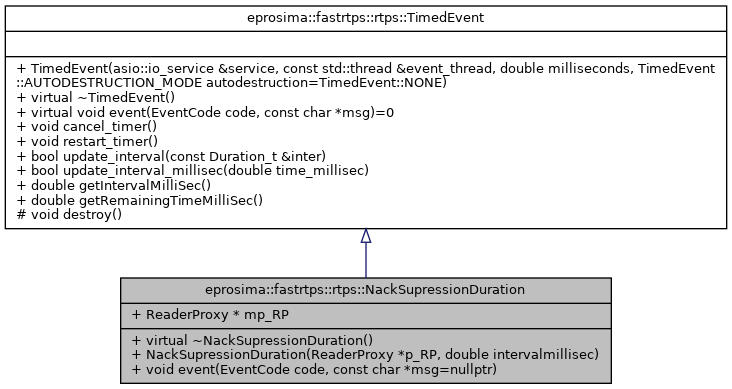 eprosima::fastrtps::rtps::TimedEvent
+ TimedEvent(asio::io_service &service, const std::thread &event_thread, double milliseconds, TimedEvent
::AUTODESTRUCTION_MODE autodestruction=TimedEvent::NONE)
+ virtual ~TimedEvent()
+ virtual void event(EventCode code, const char *msg)=0
+ void cancel_timer()
+ void restart_timer()
+ bool update_interval(const Duration_t &inter)
+ bool update_interval_millisec(double time_millisec)
+ double getIntervalMilliSec()
+ double getRemainingTimeMilliSec()
# void destroy()
eprosima::fastrtps::rtps::NackSupressionDuration
+ ReaderProxy * mp_RP
+ virtual ~NackSupressionDuration()
+ NackSupressionDuration(ReaderProxy *p_RP, double intervalmillisec)
+ void event(EventCode code, const char *msg=nullptr)